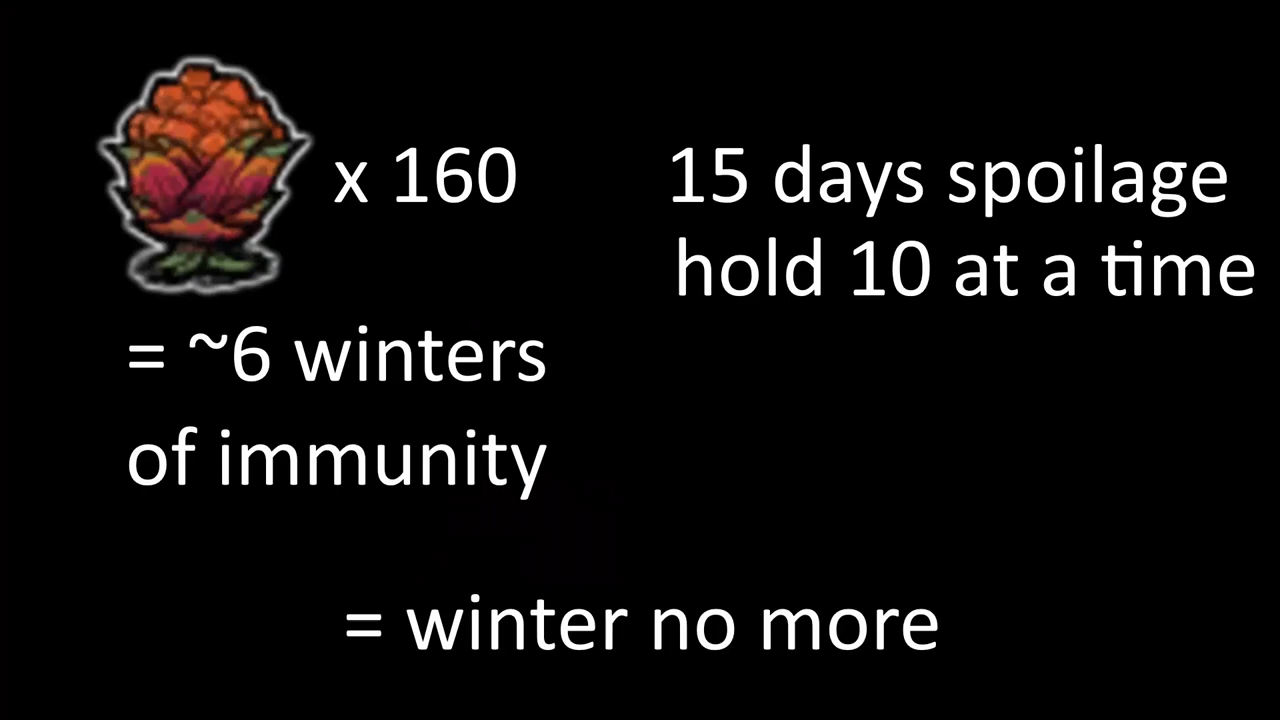 x 160
15 days spoilage
hold 10 at a time
= ~6 winters
of immunity
= winter no more